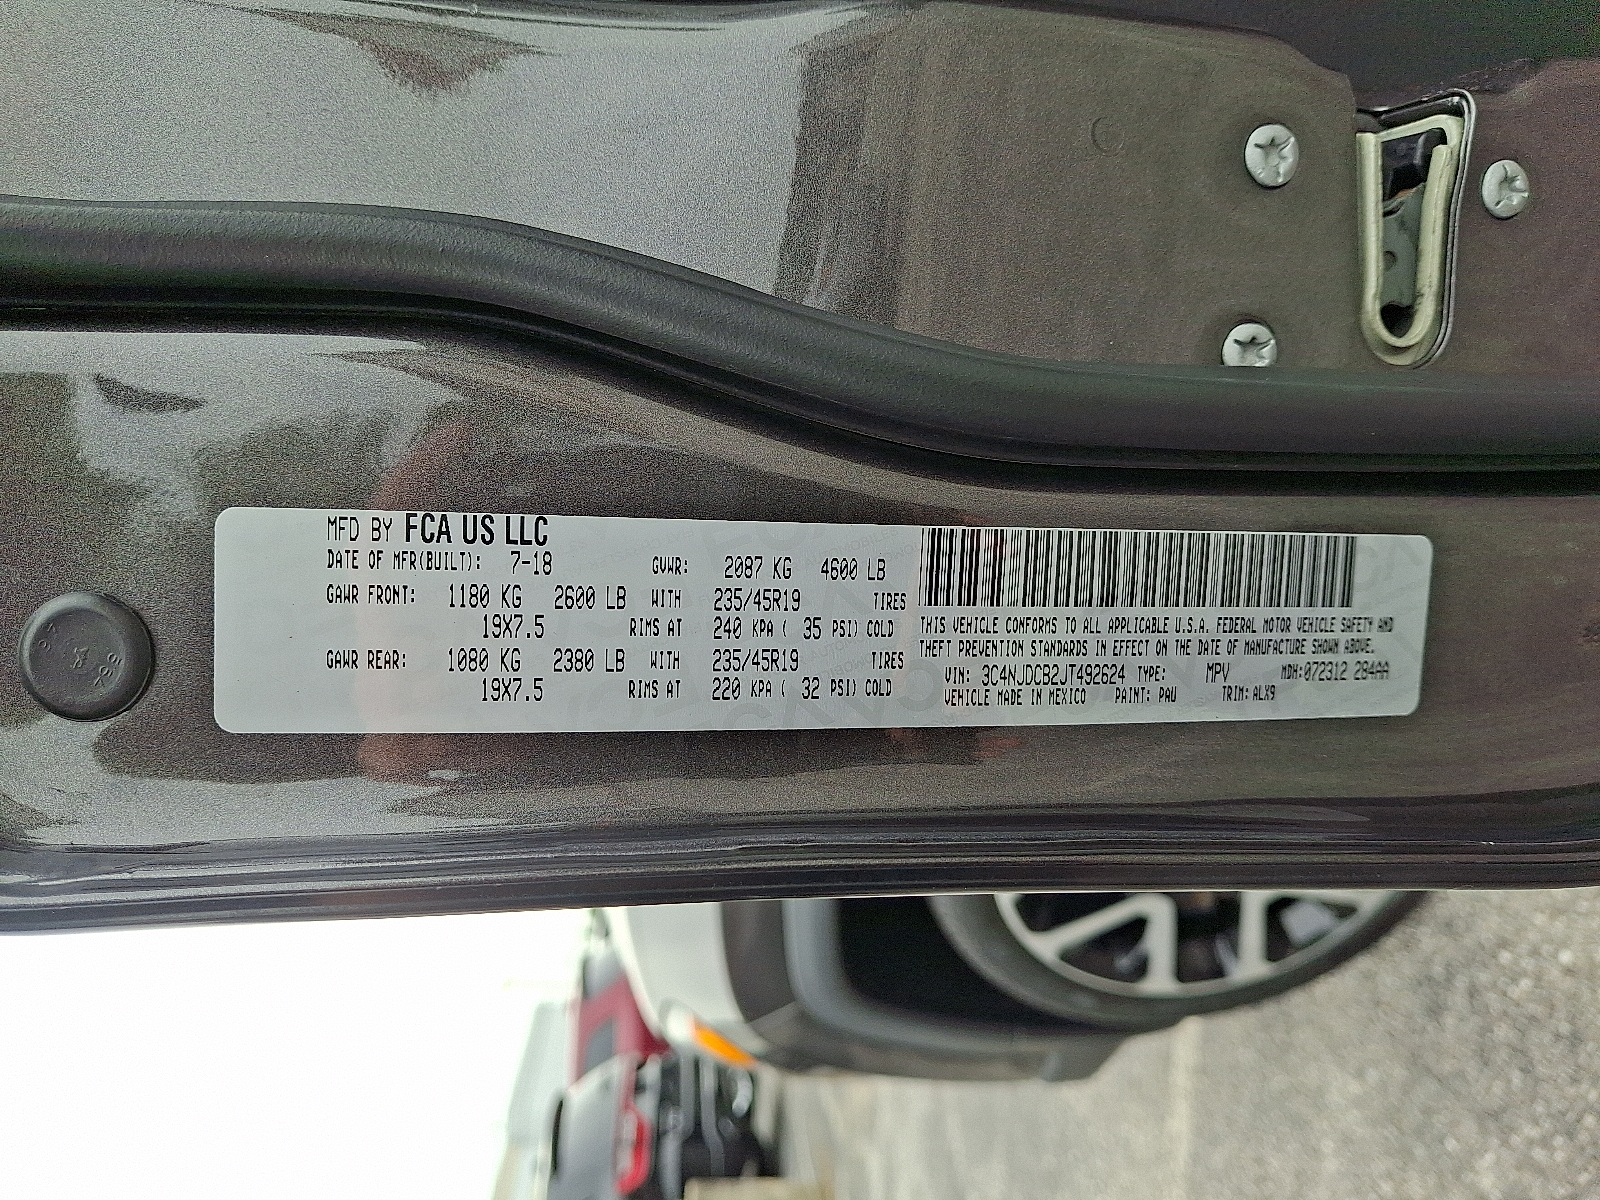 MFD BY FCA US LLC
DATE OF MFR(BUILT): 7-18 GVWR: 2087 KG 4600 LB
GAWR FRONT: 1180 KG 2600 LB WITH 235/45R19 TIRES
19X7.5 RIMS AT 240 KPA ( 35 PSI) COLD
GAWR REAR: 1080 KG 2380 LB WITH 235/45R19 TIRES
19X7.5 RIMS AT 220 KPA ( 32 PSI) COLD
THIS VEHICLE CONFORMS TO ALL APPLICABLE U.S.A. FEDERAL MOTOR VEHICLE SAFETY AND
THEFT PREVENTION STANDARDS IN EFFECT ON THE DATE OF MANUFACTURE SHOWN ABOVE.
VIN: 3C4NJDCB2JT492624 TYPE: MPV MDH:072312 284AA
VEHICLE MADE IN MEXICO PAINT: PAU TRIM: ALX9